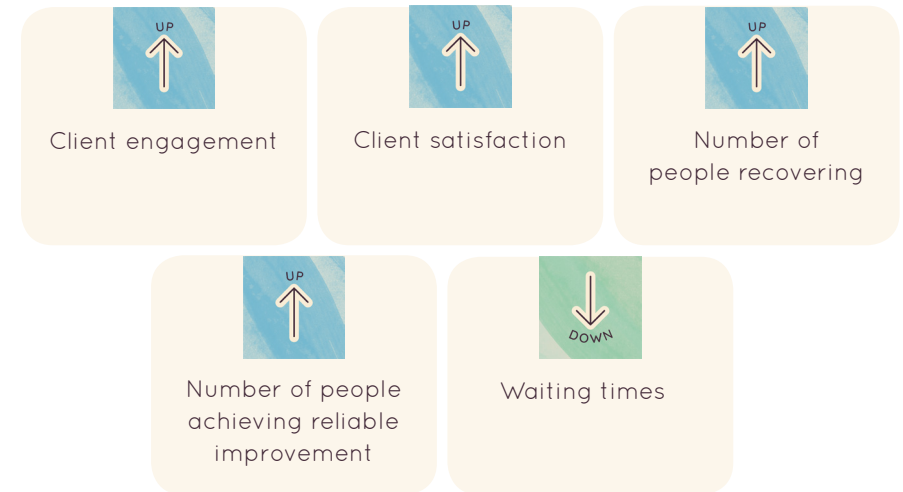 UP
Client engagement
UP
Client satisfaction
UP
Number of
people recovering
UP
Number of people
achieving reliable
improvement
DOWN
Waiting times